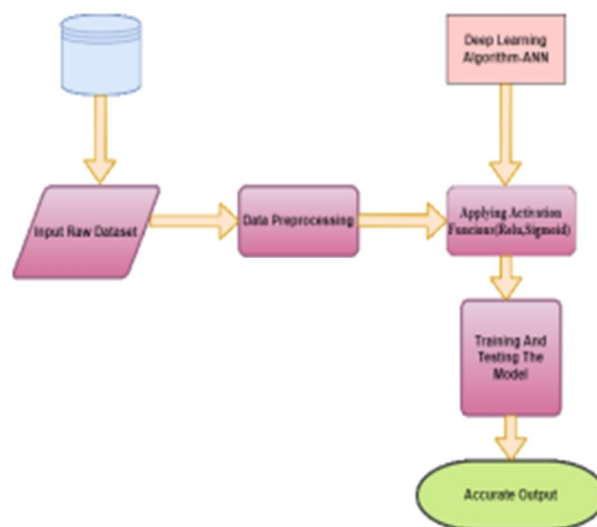 Deep Learning
Algorithm-ANN
Input Raw Dataset
Data Preprocessing
Applying Activation
Funcions(Relu,Sigmoid)
Training And
Testing The
Model
Accurate Output